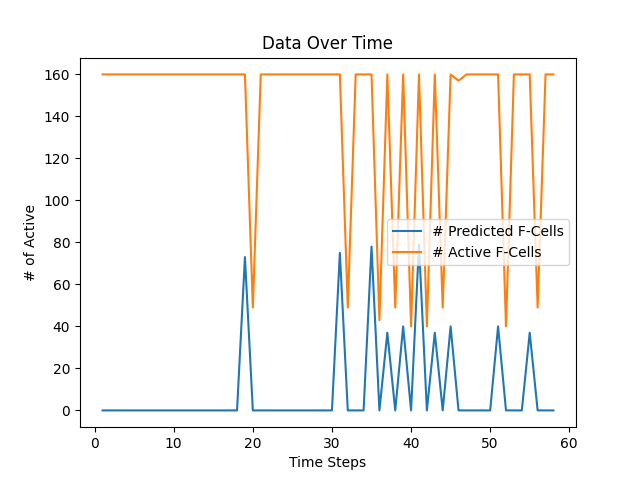 Data Over Time
160
140
120
100
80
60
40
20
0
# of Active
# Predicted F-Cells
# Active F-Cells
0 10 20 30 40 50 60
Time Steps